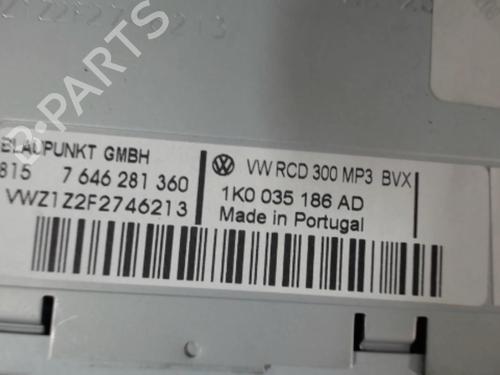 BLAUPUNKT GMBH
815 7 646 281 360
VWZ1Z2F2746213
VW RCD 300 MP3 BVX
1K0 035 186 AD
Made in Portugal
B-PARTS